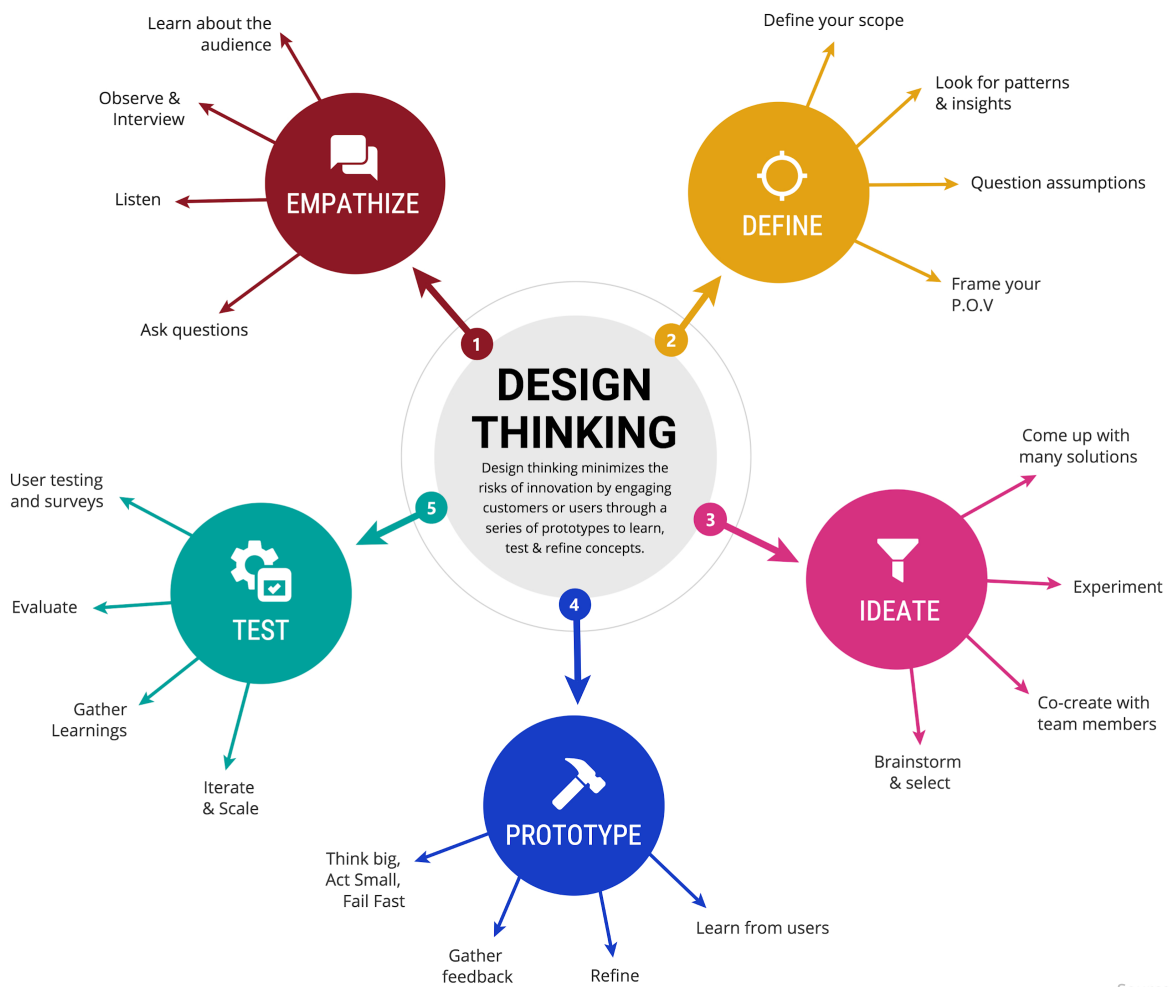 DESIGN
THINKING
Design thinking minimizes the
risks of innovation by engaging
customers or users through a
series of prototypes to learn,
test & refine concepts.
1
EMPATHIZE
Learn about the
audience
Observe &
Interview
Listen
Ask questions
2
DEFINE
Define your scope
Look for patterns
& insights
Question assumptions
Frame your
P.O.V
3
IDEATE
Come up with
many solutions
Experiment
Co-create with
team members
Brainstorm
& select
4
PROTOTYPE
Think big,
Act Small,
Fail Fast
Gather
feedback
Refine
Learn from users
5
TEST
User testing
and surveys
Evaluate
Gather
Learnings
Iterate
& Scale